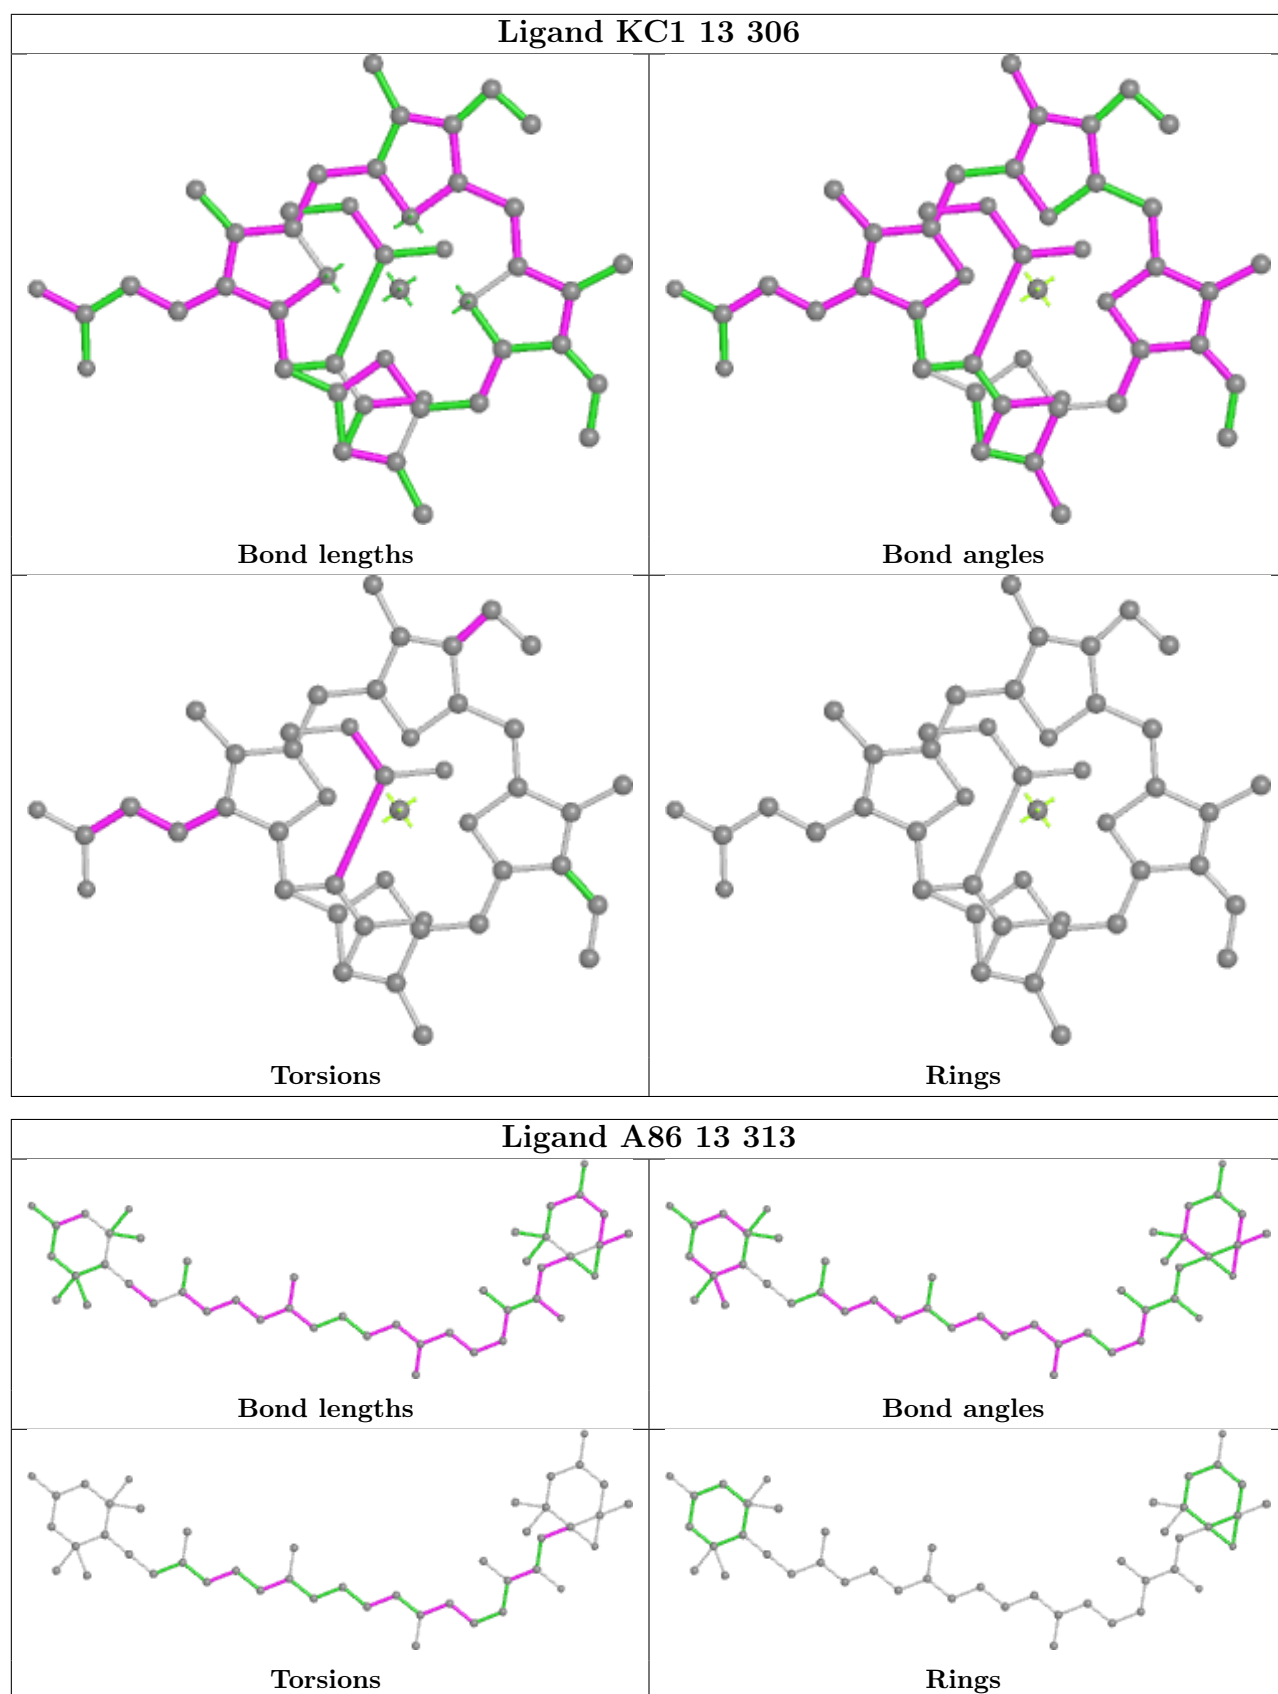 Ligand KC1 13 306
Bond lengths
Bond angles
Torsions
Rings
Ligand A86 13 313
Bond lengths
Bond angles
Torsions
Rings